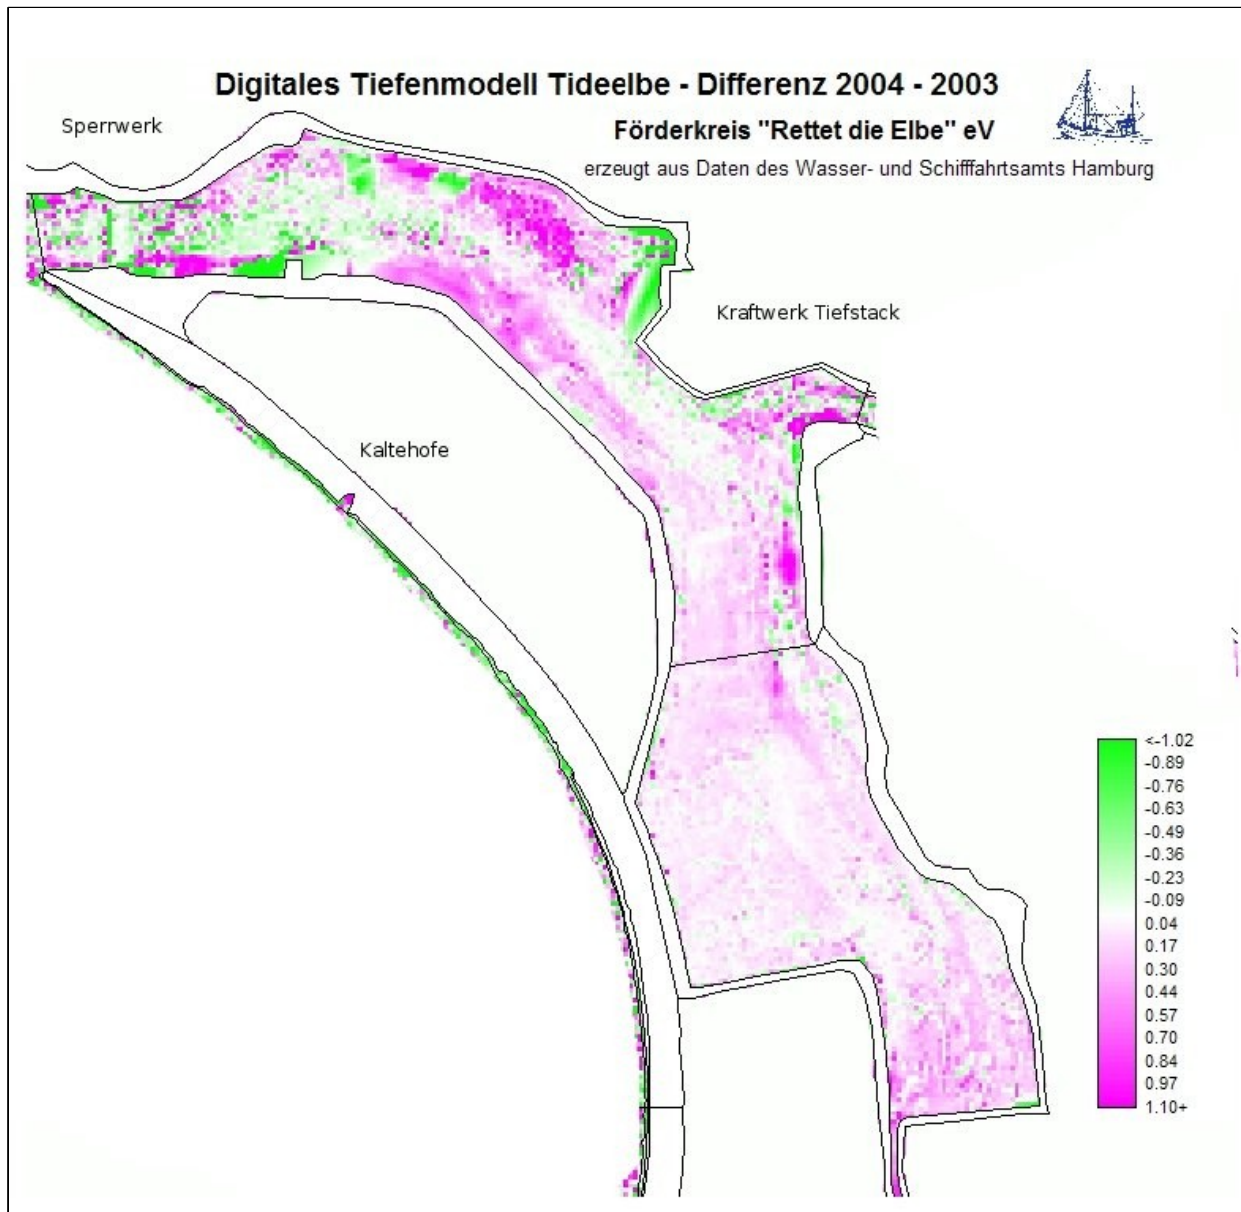 Digitales Tiefenmodell Tideelbe - Differenz 2004 - 2003
Sperrwerk
Förderkreis "Rettet die Elbe" eV
erzeugt aus Daten des Wasser- und Schifffahrtsamts Hamburg
Kraftwerk Tiefstack
Kaltehofe
<-1.02
-0.89
-0.76
-0.63
-0.49
-0.36
-0.23
-0.09
0.04
0.17
0.30
0.44
0.57
0.70
0.84
0.97
1.10+